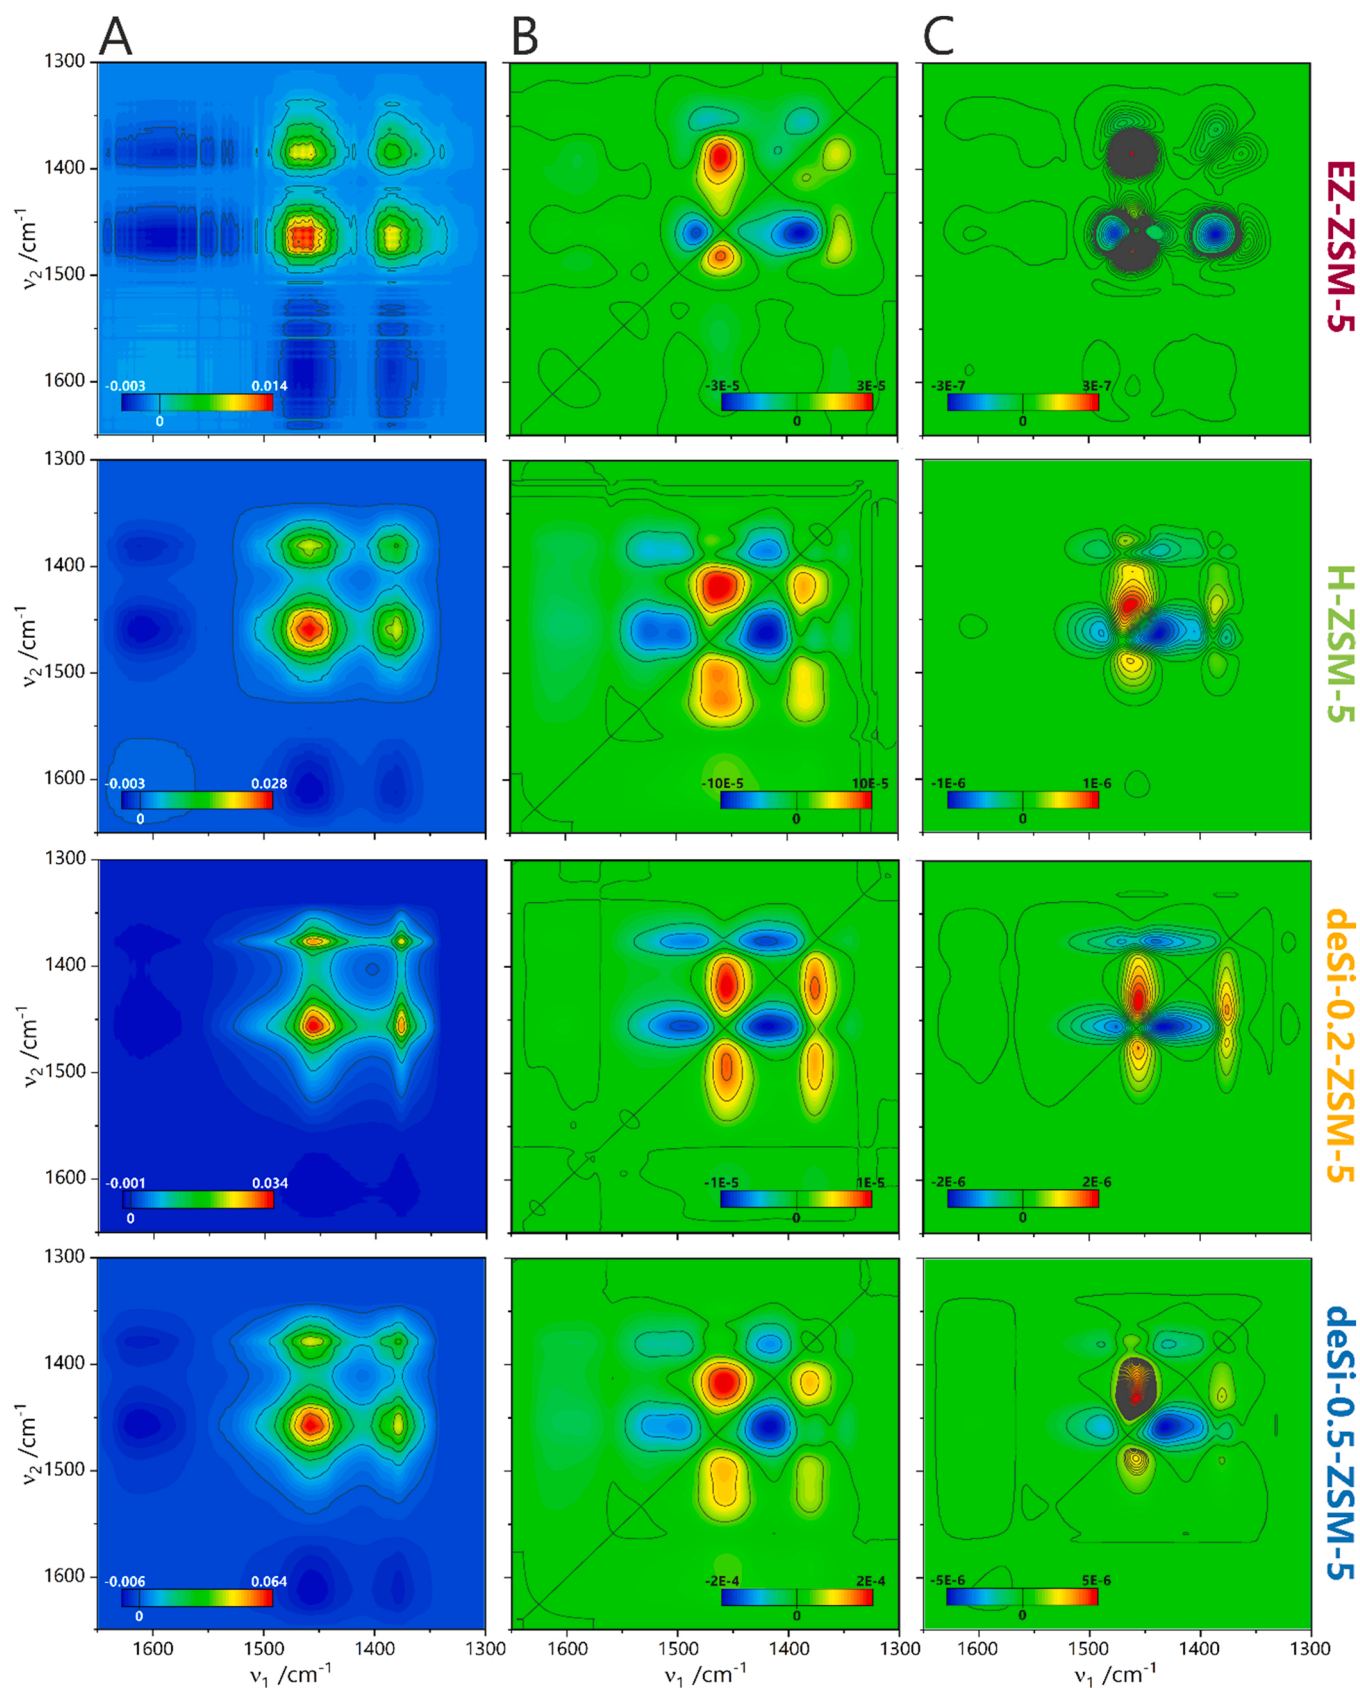 A B C
1300
1400
1500
1600
ν2 /cm-1
-0.003 0.014
0
-3E-5 3E-5
0
-3E-7 3E-7
0
EZ-ZSM-5
1300
1400
1500
1600
ν2 /cm-1
-0.003 0.028
0
-10E-5 10E-5
0
-1E-6 1E-6
0
H-ZSM-5
1300
1400
1500
1600
ν2 /cm-1
-0.001 0.034
0
-1E-5 1E-5
0
-2E-6 2E-6
0
deSi-0.2-ZSM-5
1300
1400
1500
1600
ν2 /cm-1
-0.006 0.064
0
-2E-4 2E-4
0
-5E-6 5E-6
0
deSi-0.5-ZSM-5
1600 1500 1400 1300 1600 1500 1400 1300 1500 1400 1300
ν1 /cm-1 ν1 /cm-1 ν1 /cm-1